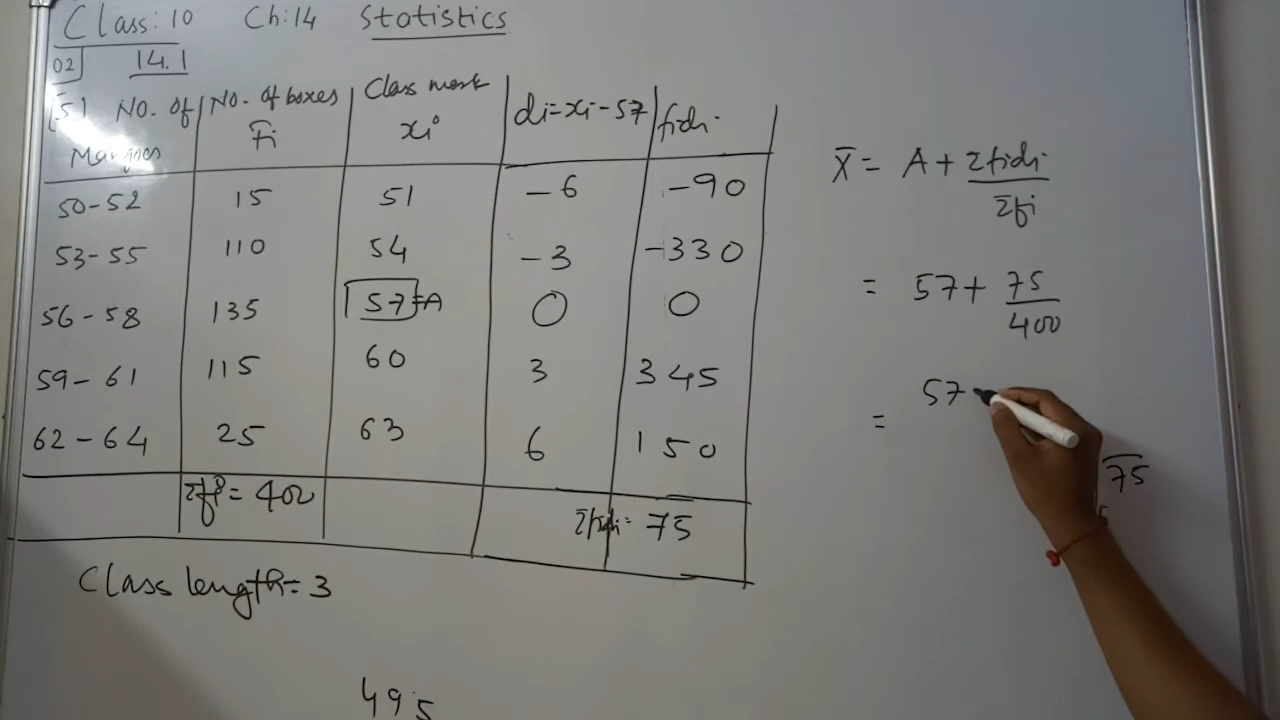 Class: 10 Ch: 14 Statistics
02 14.1
(5) No. of Mangoes No. of boxes Fi Class mark xi di = xi - 57 fidi
50-52 15 51 -6 -90
53-55 110 54 -3 -330
56-58 135 57=A 0 0
59-61 115 60 3 345
62-64 25 63 6 150
Σfi = 400 Σfidi = 75
Class length = 3
495
X̄ = A + Σfidi / Σfi
= 57 + 75 / 400
= 57
75